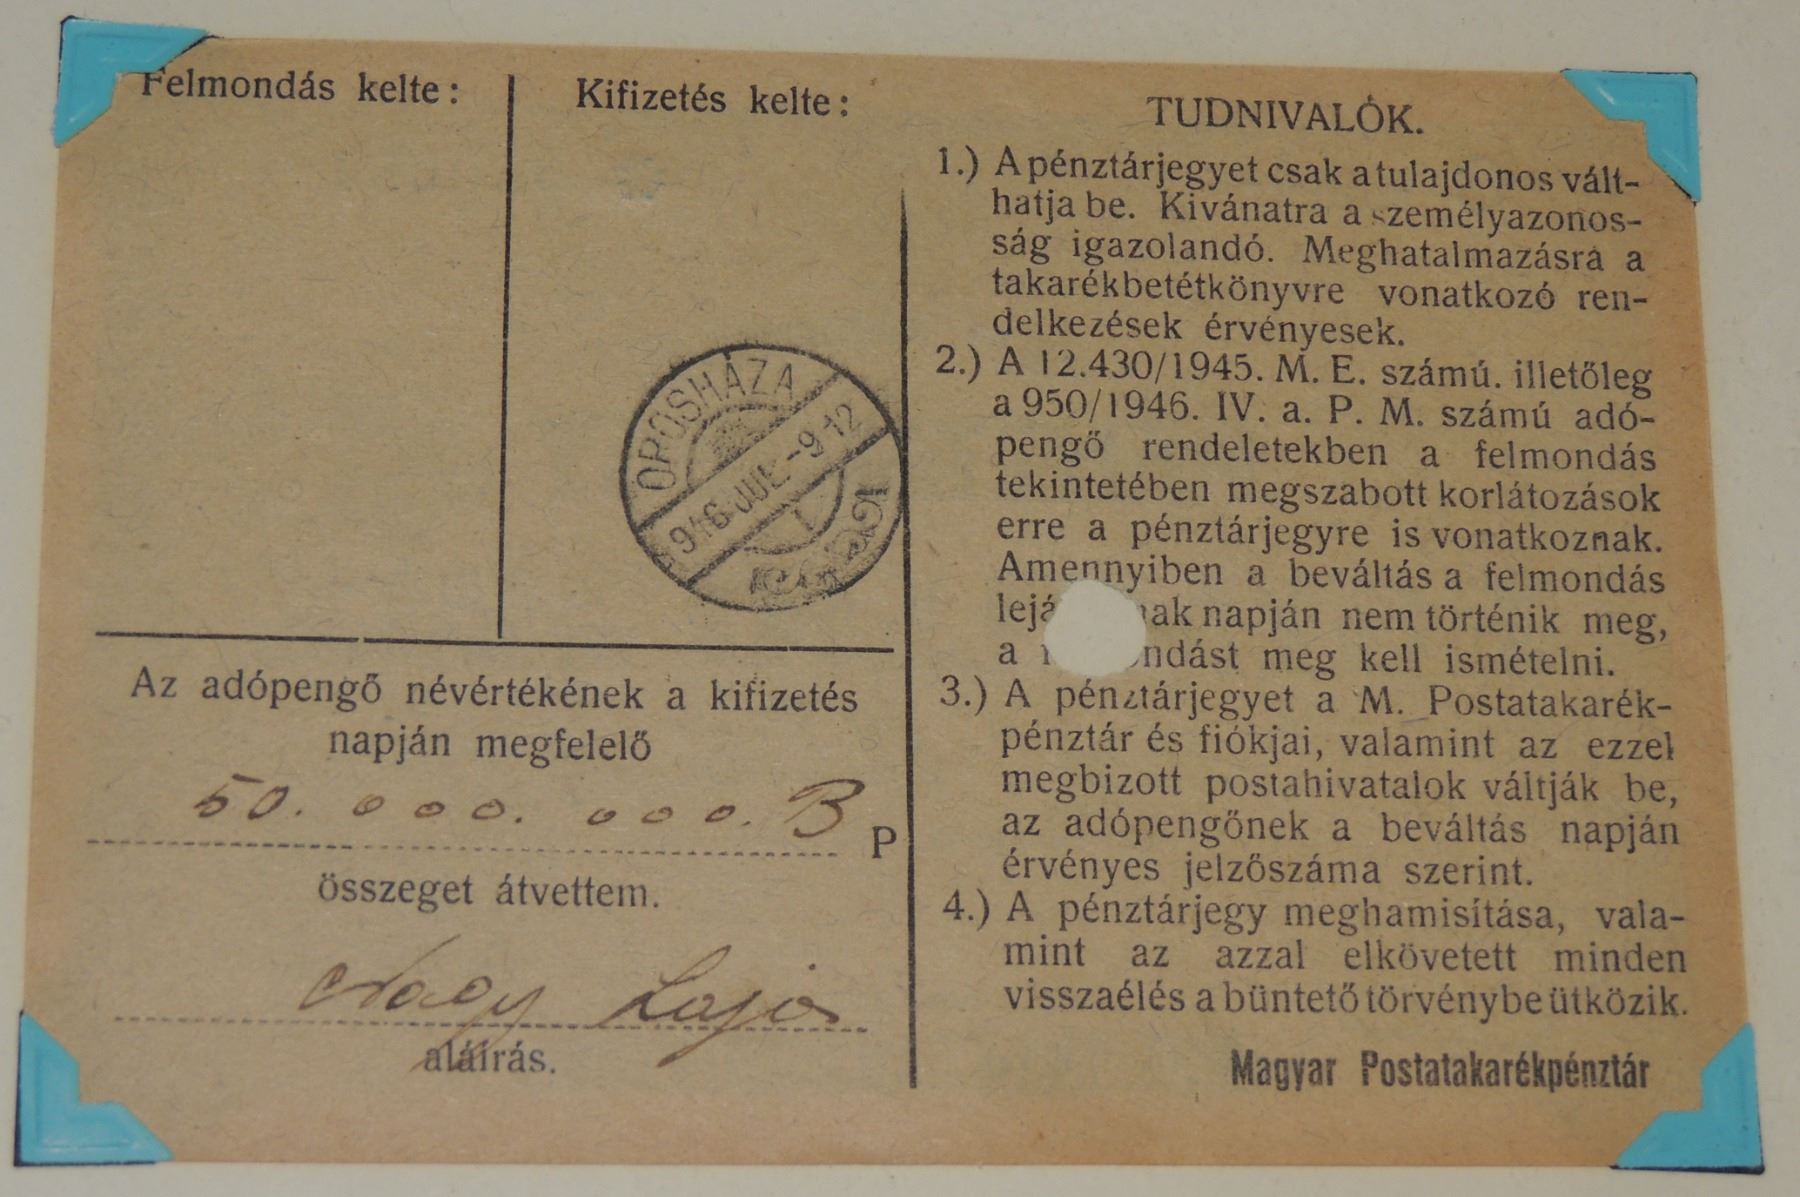 Felmondás kelte:
Kifizetés kelte:
OROSHÁZA
946 JUL. -9 12
Az adópengő névértékének a kifizetés
napján megfelelő
50. 000. 000. B P
összeget átvettem.
Nagy Lajos
aláírás.
TUDNIVALÓK.
1.) A pénztárjegyet csak a tulajdonos vált-
hatja be. Kivánatra a személyazonos-
ság igazolandó. Meghatalmazásra a
takarékbetétkönyvre vonatkozó ren-
delkezések érvényesek.
2.) A 12.430/1945. M. E. számú. illetőleg
a 950/1946. IV. a. P. M. számú adó-
pengő rendeletekben a felmondás
tekintetében megszabott korlátozások
erre a pénztárjegyre is vonatkoznak.
Amennyiben a beváltás a felmondás
napján nem történik meg,
a meg kell ismételni.
3.) A pénztárjegyet a M. Postatakarék-
pénztár és fiókjai, valamint az ezzel
megbizott postahivatalok váltják be,
az adópengőnek a beváltás napján
érvényes jelzőszáma szerint.
4.) A pénztárjegy meghamisítása, vala-
mint az azzal elkövetett minden
visszaélés a büntető törvénybe ütközik.
Magyar Postatakarékpénztár